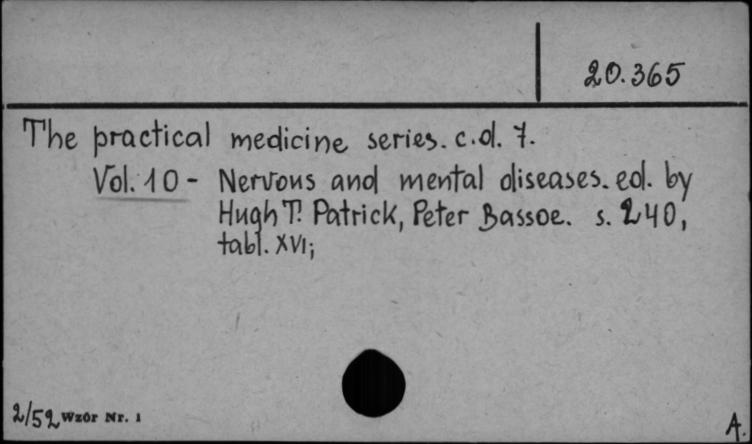 20.365
The practical medicine series. c.d. 7.
Vol. 10 - Nervous and mental diseases. ed. by
Hugh T. Patrick, Peter Bassoe. s. 240,
tabl. XVI;
2/52 Wzór Nr. 1
A.